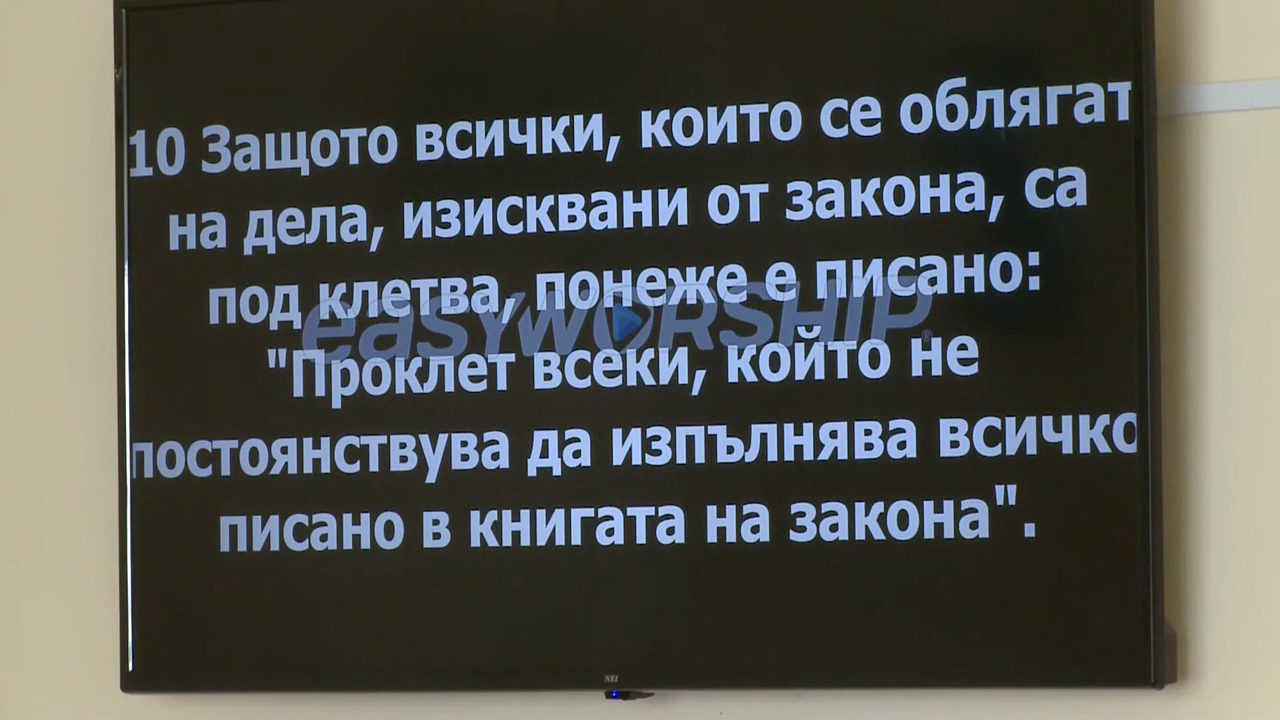 10 Защото всички, които се облягат
на дела, изисквани от закона, са
под клетва, понеже е писано:
easyworship
"Проклет всеки, който не
постоянствува да изпълнява всичко
писано в книгата на закона".
NEI